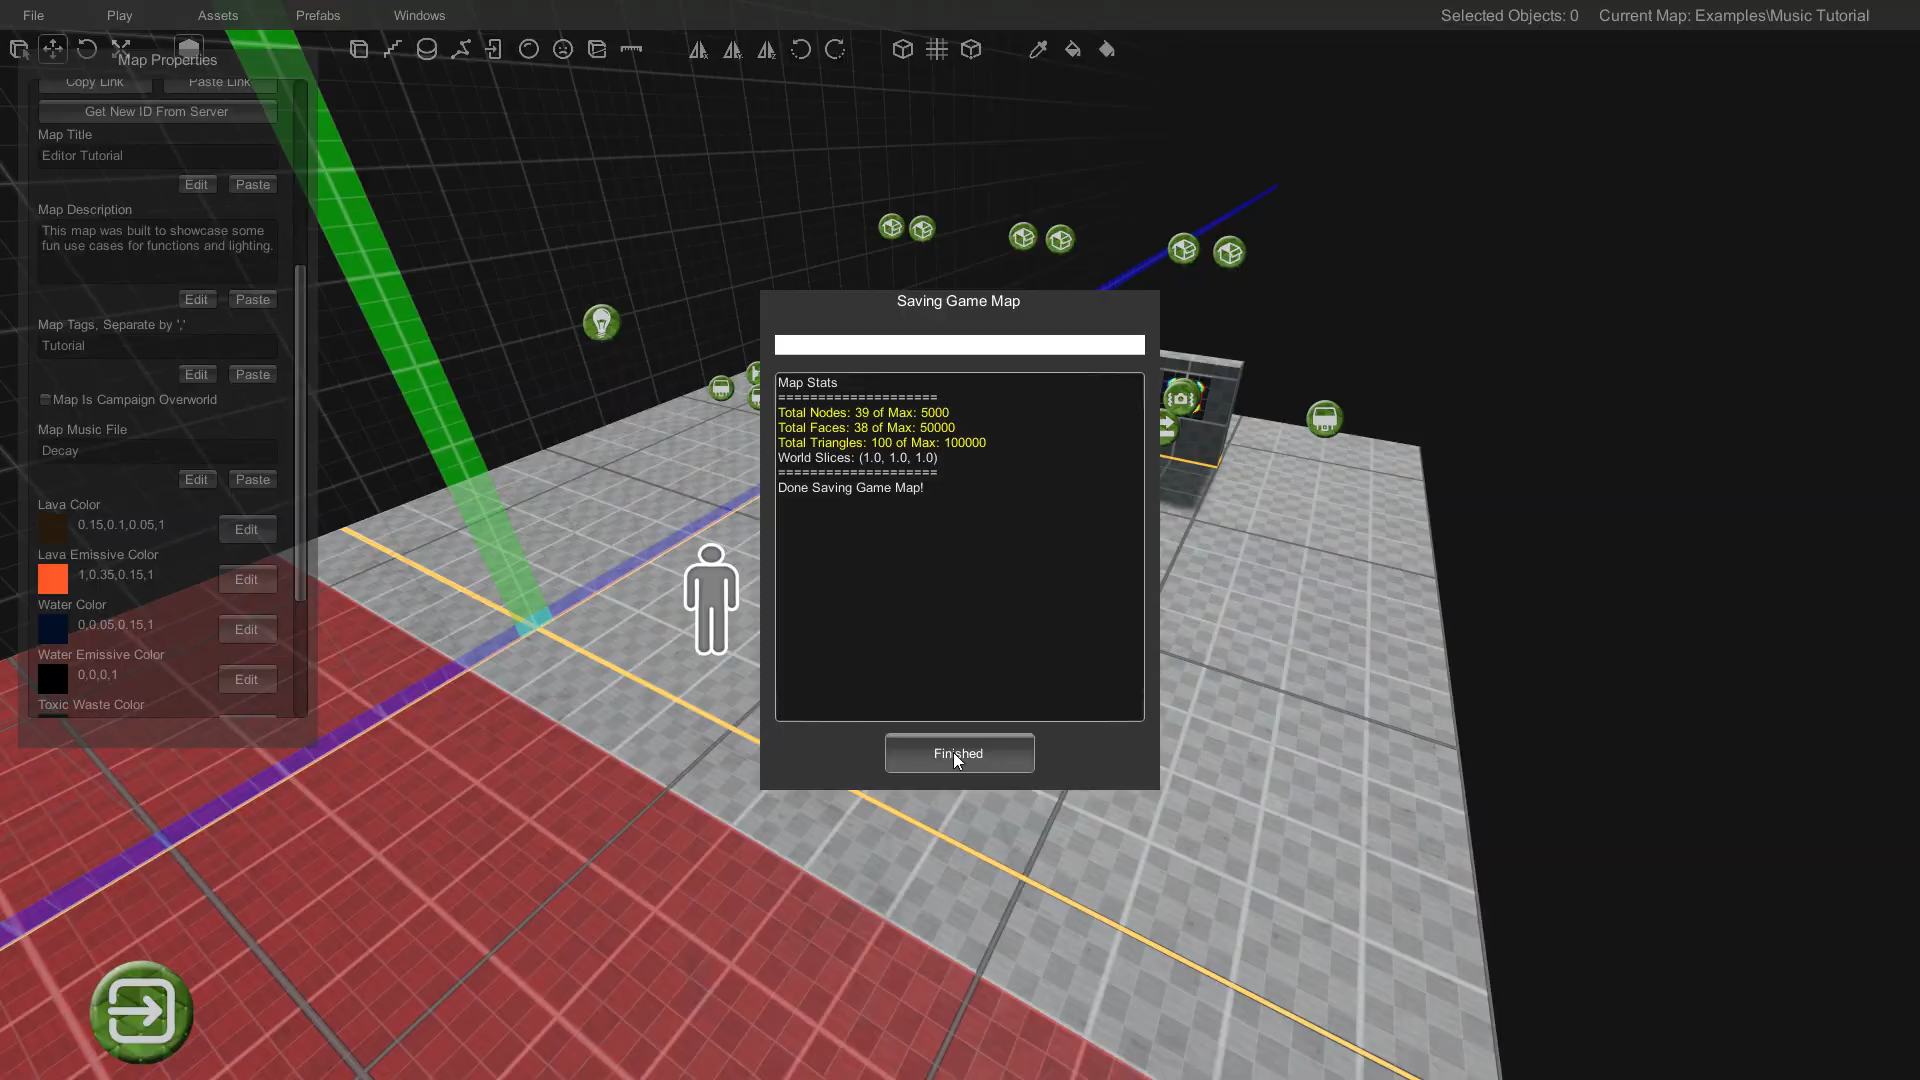 File Play Assets Prefabs Windows Selected Objects: 0 Current Map: Examples\Music Tutorial
Map Properties
Copy Link Paste Link
Get New ID From Server
Map Title
Editor Tutorial
Edit Paste
Map Description
This map was built to showcase some
fun use cases for functions and lighting.
Edit Paste
Map Tags, Separate by ','
Tutorial
Edit Paste
Map Is Campaign Overworld
Map Music File
Decay
Edit Paste
Lava Color
0.15,0.1,0.05,1
Edit
Lava Emissive Color
1,0.35,0.15,1
Edit
Water Color
0,0.05,0.15,1
Edit
Water Emissive Color
0,0,0,1
Edit
Toxic Waste Color
Saving Game Map
Map Stats
====================
Total Nodes: 39 of Max: 5000
Total Faces: 38 of Max: 50000
Total Triangles: 100 of Max: 100000
World Slices: (1.0, 1.0, 1.0)
====================
Done Saving Game Map!
Finished